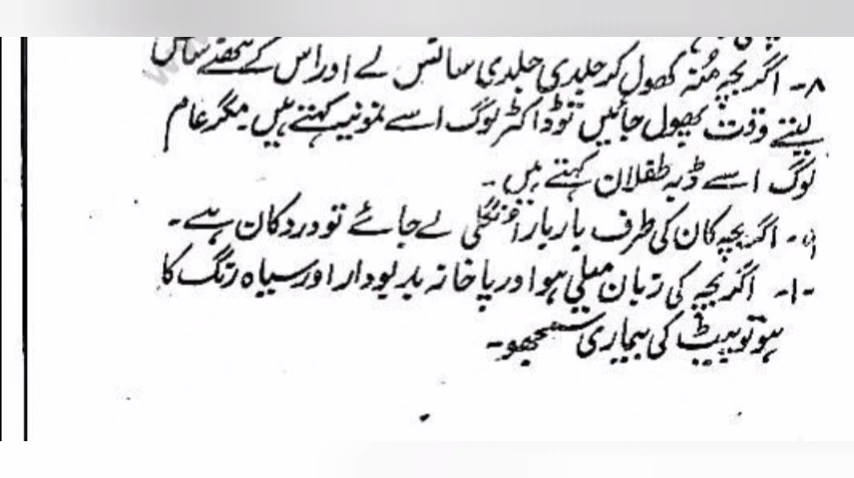 ۸- اگر بچہ مُنہ کھول کر جلدی جلدی سانس لے اور اس کے نتھنے سانس
لیتے وقت پھول جائیں تو ڈاکٹر لوگ اسے نمونیہ کہتے ہیں۔ مگر عام
لوگ اسے ڈبہ طفلان کہتے ہیں۔
۹- اگر بچہ کان کی طرف بار بار انگلی لے جائے تو درد کان ہے۔
۱۰- اگر بچہ کی زبان میلی ہو اور پاخانہ بدبودار اور سیاہ رنگ کا
ہو تو پیٹ کی بیماری سمجھو۔